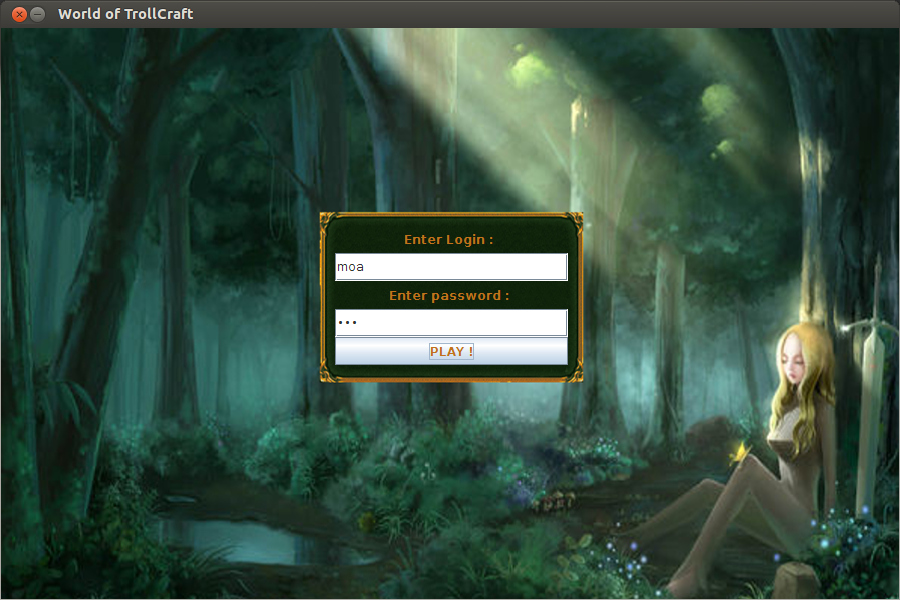 World of TrollCraft
Enter Login :
moa
Enter password :
•••
PLAY !